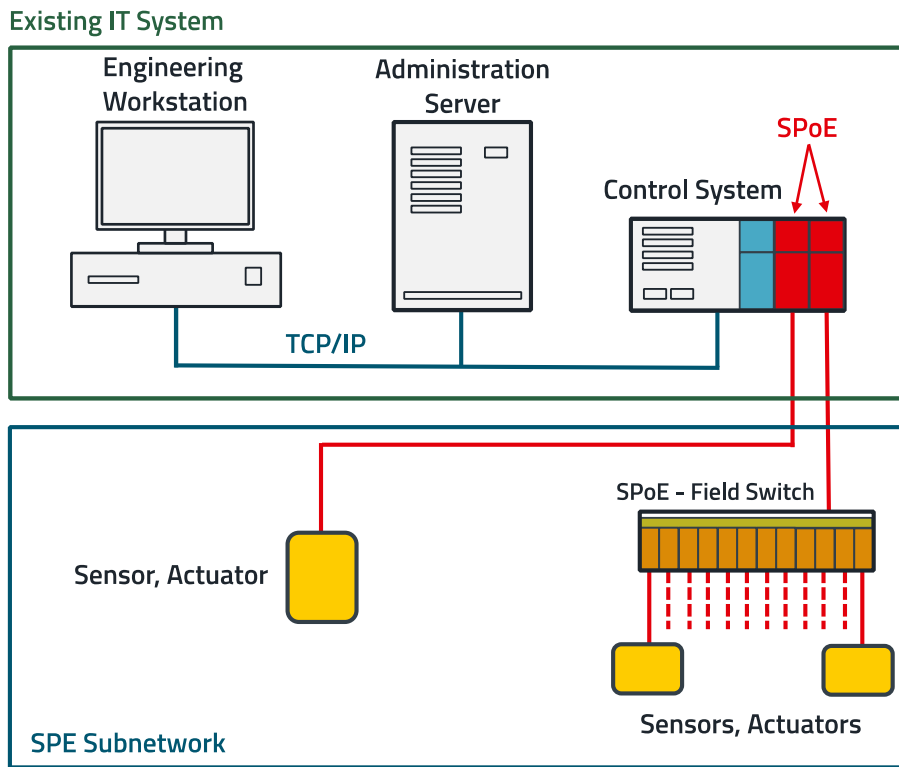 Existing IT System
Engineering
Workstation
Administration
Server
SPoE
Control System
TCP/IP
SPoE - Field Switch
Sensor, Actuator
Sensors, Actuators
SPE Subnetwork